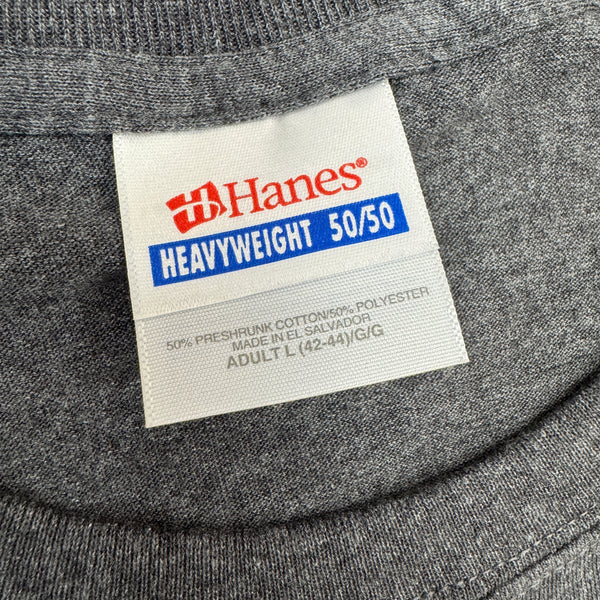 Hanes®
HEAVYWEIGHT 50/50
50% PRESHRUNK COTTON/50% POLYESTER
MADE IN EL SALVADOR
ADULT L (42-44)/G/G